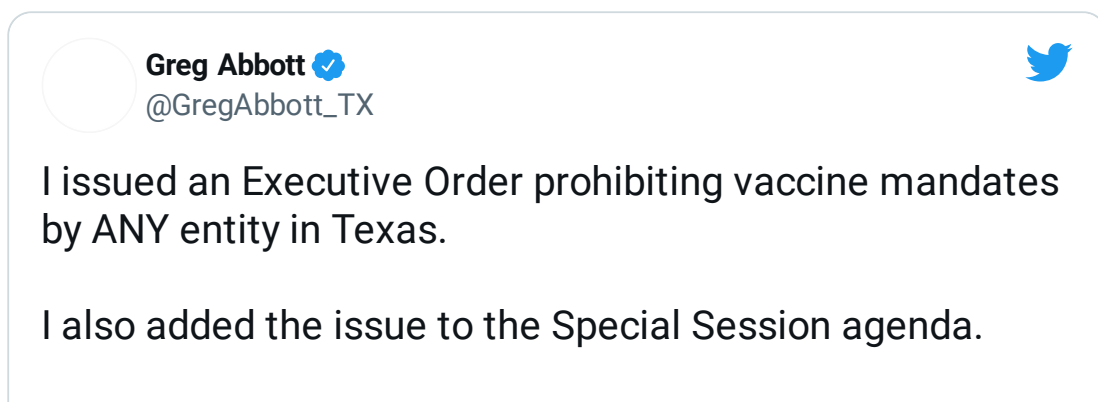 Greg Abbott
@GregAbbott_TX
I issued an Executive Order prohibiting vaccine mandates
by ANY entity in Texas.
I also added the issue to the Special Session agenda.